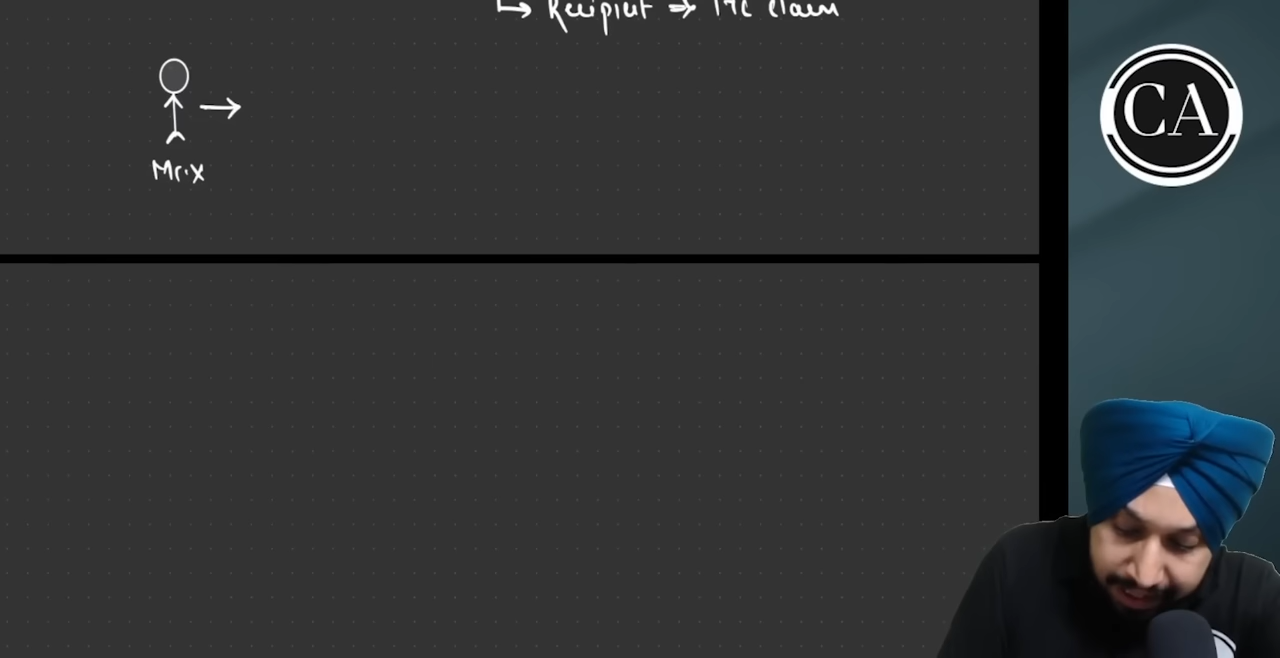 ↳ Recipient ⇒ ITC claim
Mr.X
CA